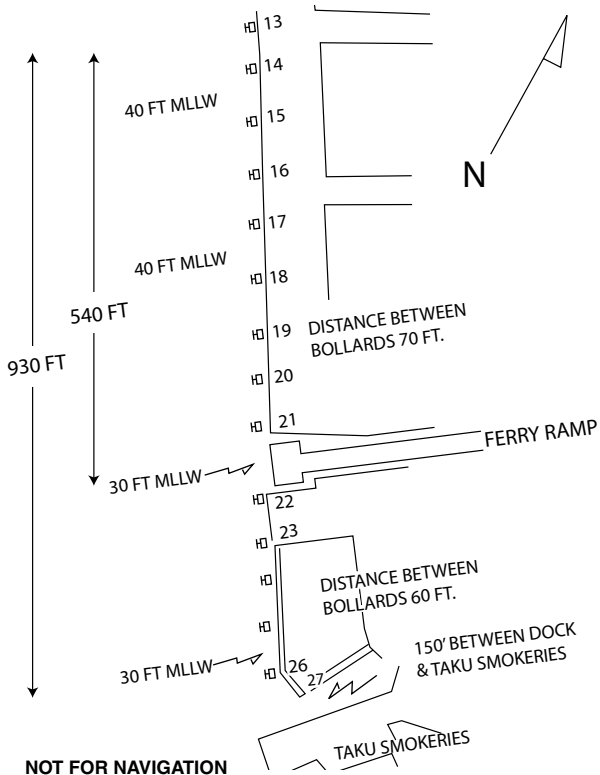 13
14
40 FT MLLW
15
16
N
17
40 FT MLLW
18
540 FT
DISTANCE BETWEEN
BOLLARDS 70 FT.
19
930 FT
20
21
FERRY RAMP
30 FT MLLW
22
23
DISTANCE BETWEEN
BOLLARDS 60 FT.
150' BETWEEN DOCK
& TAKU SMOKERIES
30 FT MLLW
26
27
TAKU SMOKERIES
NOT FOR NAVIGATION